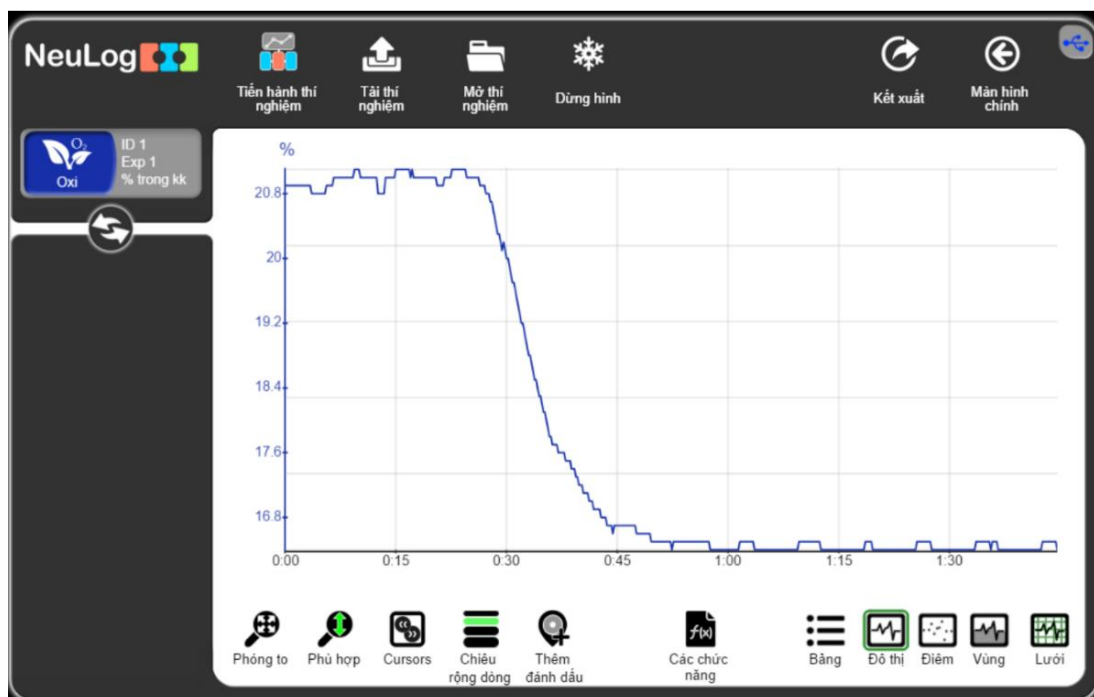 NeuLog
Tiến hành thí
nghiệm
Tải thí
nghiệm
Mở thí
nghiệm
Dừng hình
Kết xuất
Màn hình
chính
O₂
Oxi
ID 1
Exp 1
% trong kk
%
20.8
20
19.2
18.4
17.6
16.8
0:00
0:15
0:30
0:45
1:00
1:15
1:30
Phóng to
Phù hợp
Cursors
Chiều
rộng dòng
Thêm
đánh dấu
f(x)
Các chức
năng
Bảng
Đồ thị
Điểm
Vùng
Lưới